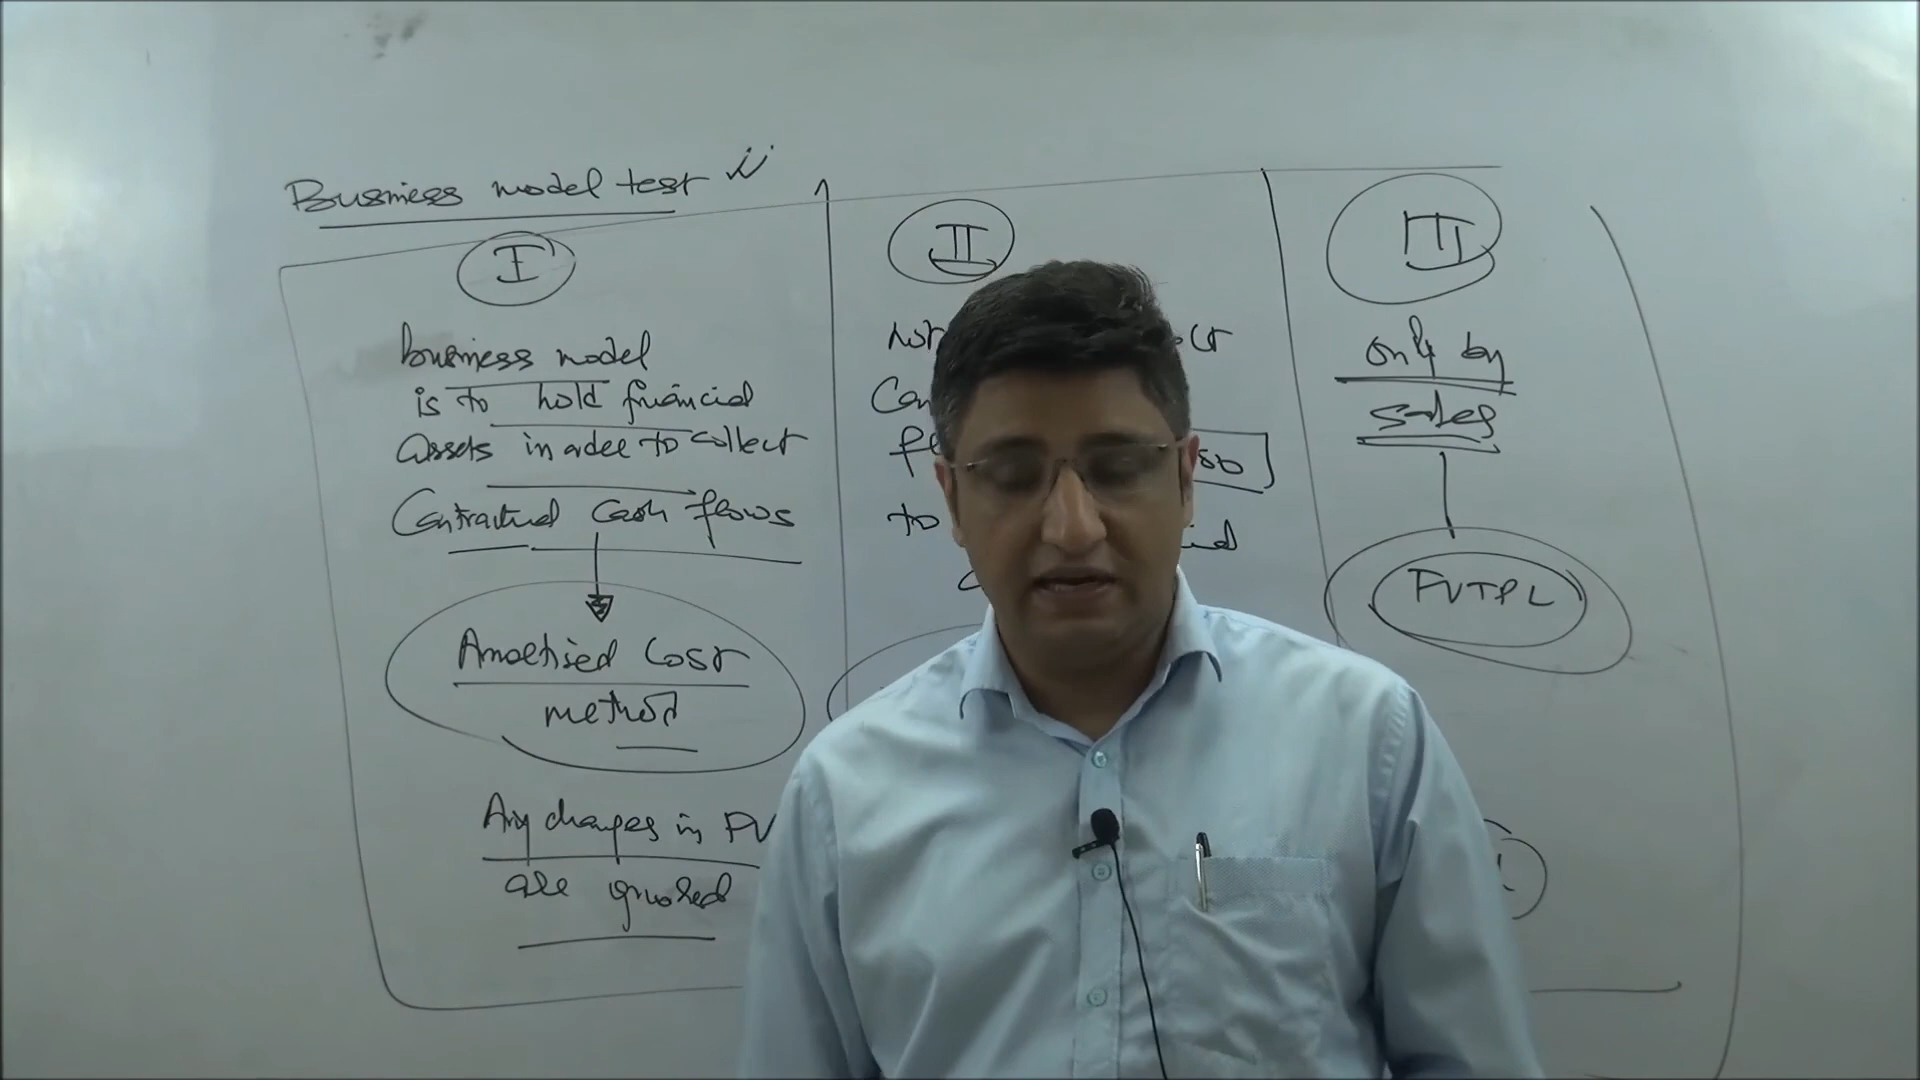 Business model test
I
business model
is to hold financial
assets in order to collect
Contractual cash flows
Amortised Cost
method
Any changes in FV
are ignored
II
to
III
only by
sales
FVTPL